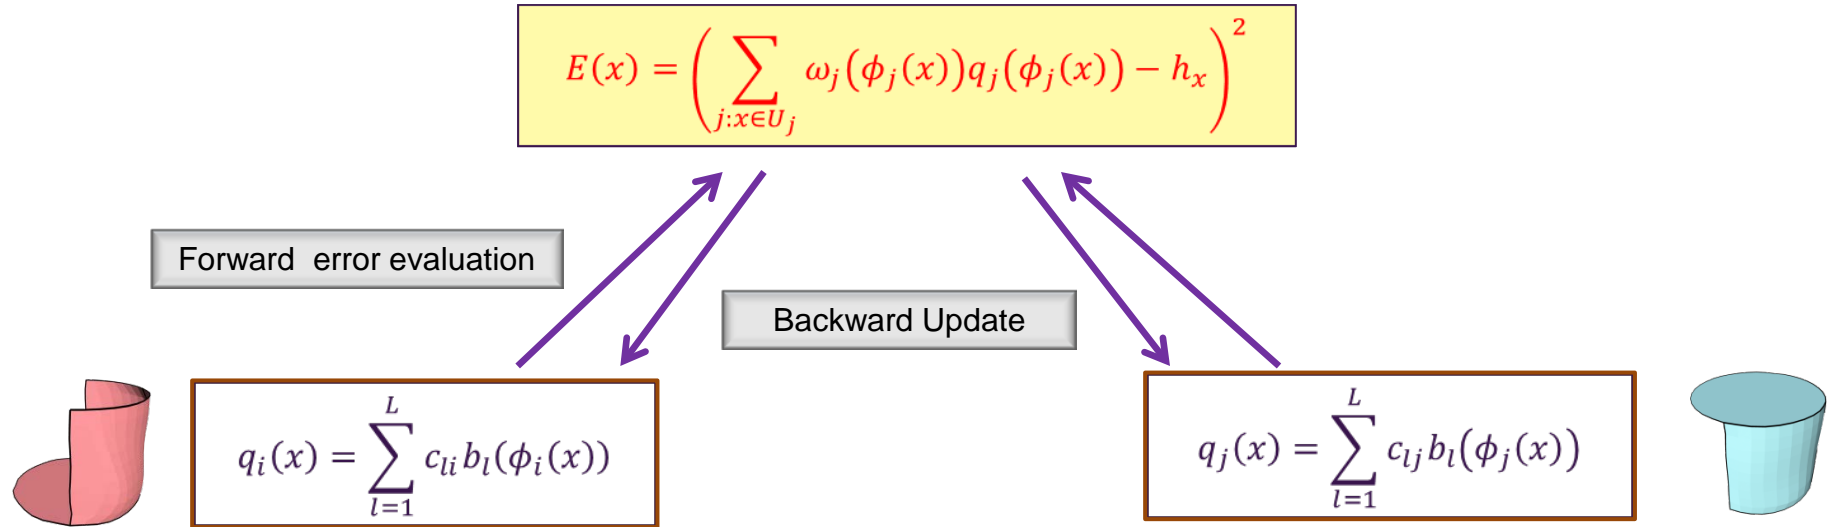 E(x) = ( ∑_{j:x∈U_j} ω_j(ϕ_j(x)) q_j(ϕ_j(x)) − h_x )^2
Forward error evaluation
Backward Update
q_i(x) = ∑_{l=1}^{L} c_{li} b_l(ϕ_i(x))
q_j(x) = ∑_{l=1}^{L} c_{lj} b_l(ϕ_j(x))